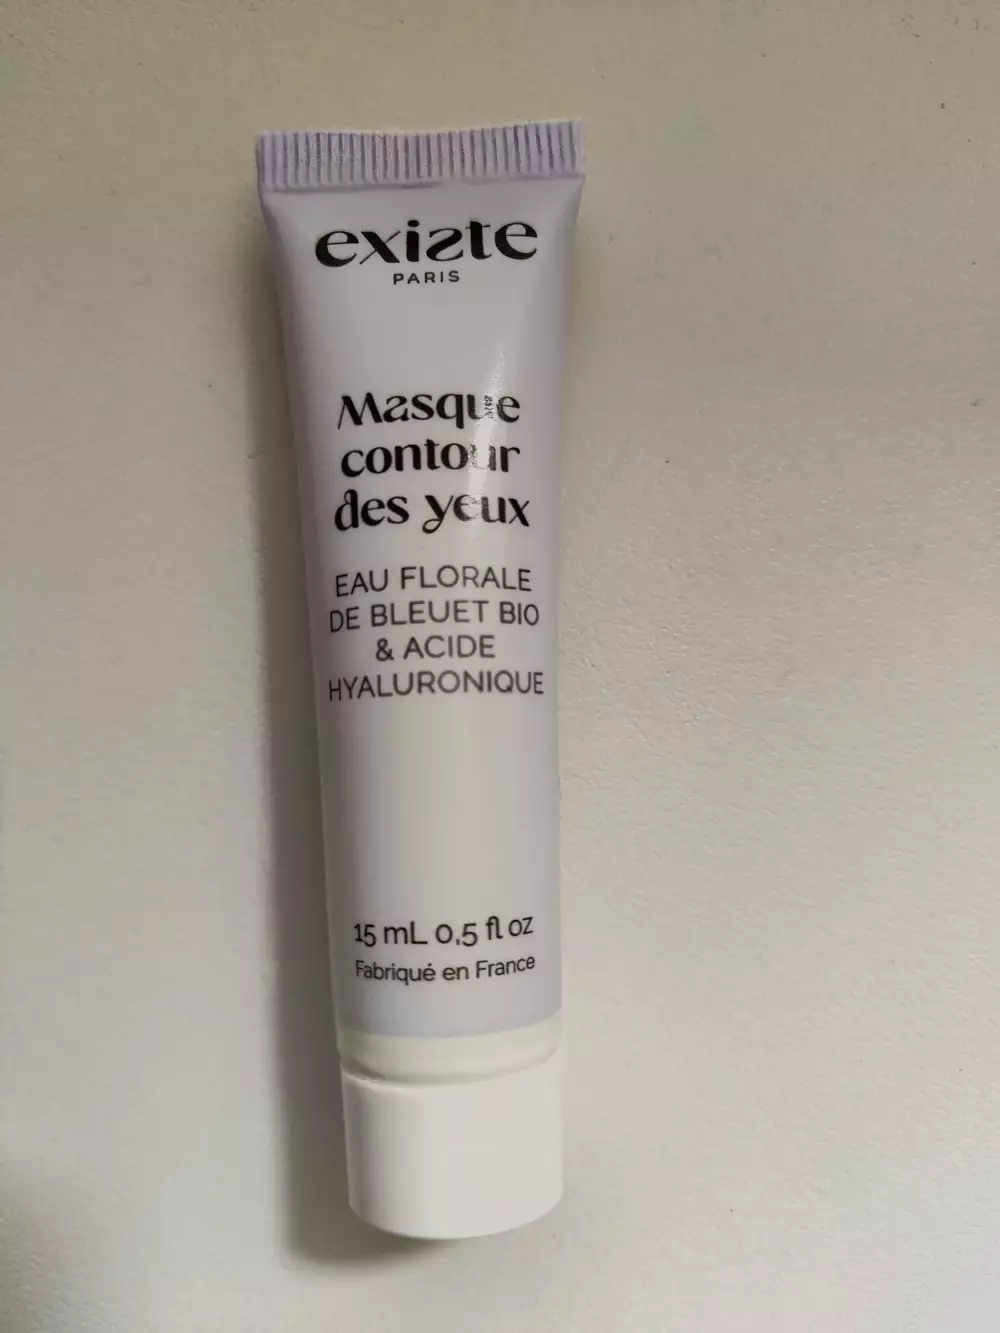 existe
PARIS
Masque
contour
des yeux
EAU FLORALE
DE BLEUET BIO
& ACIDE
HYALURONIQUE
15 mL 0,5 fl oz
Fabriqué en France